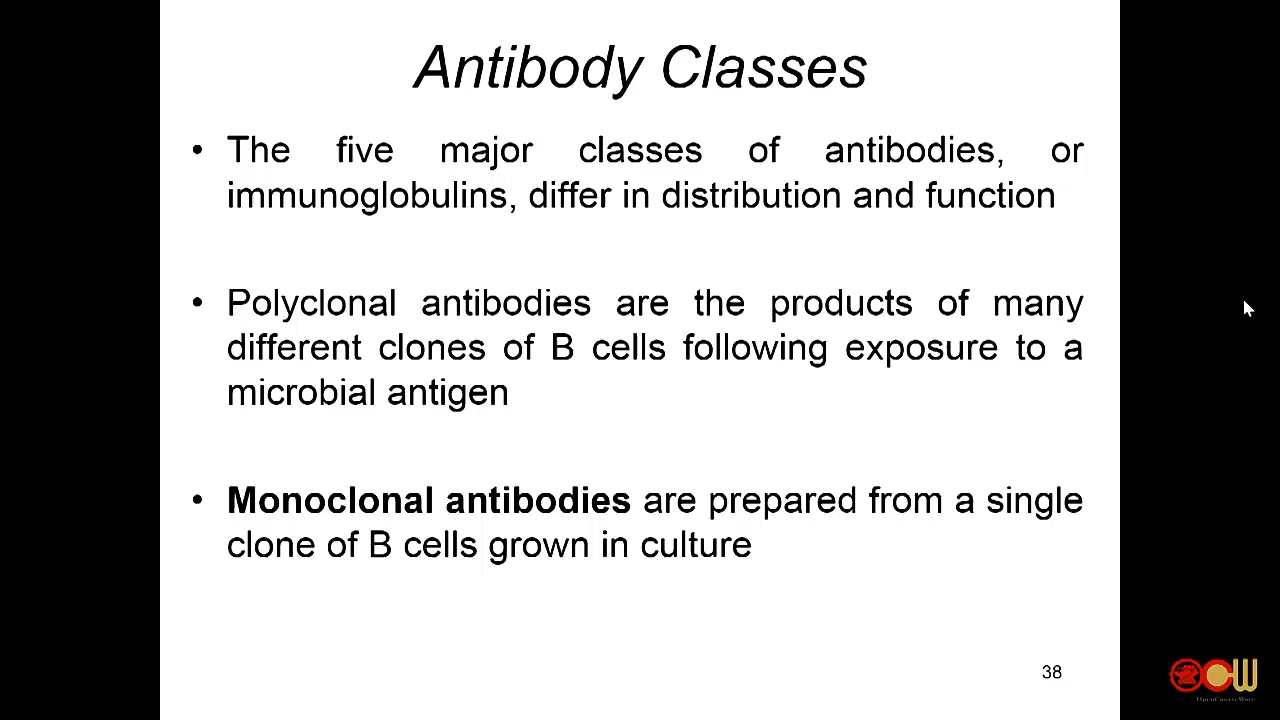 Antibody Classes
• The five major classes of antibodies, or
immunoglobulins, differ in distribution and function
• Polyclonal antibodies are the products of many
different clones of B cells following exposure to a
microbial antigen
• Monoclonal antibodies are prepared from a single
clone of B cells grown in culture
38
OCW
OpenCourseWare